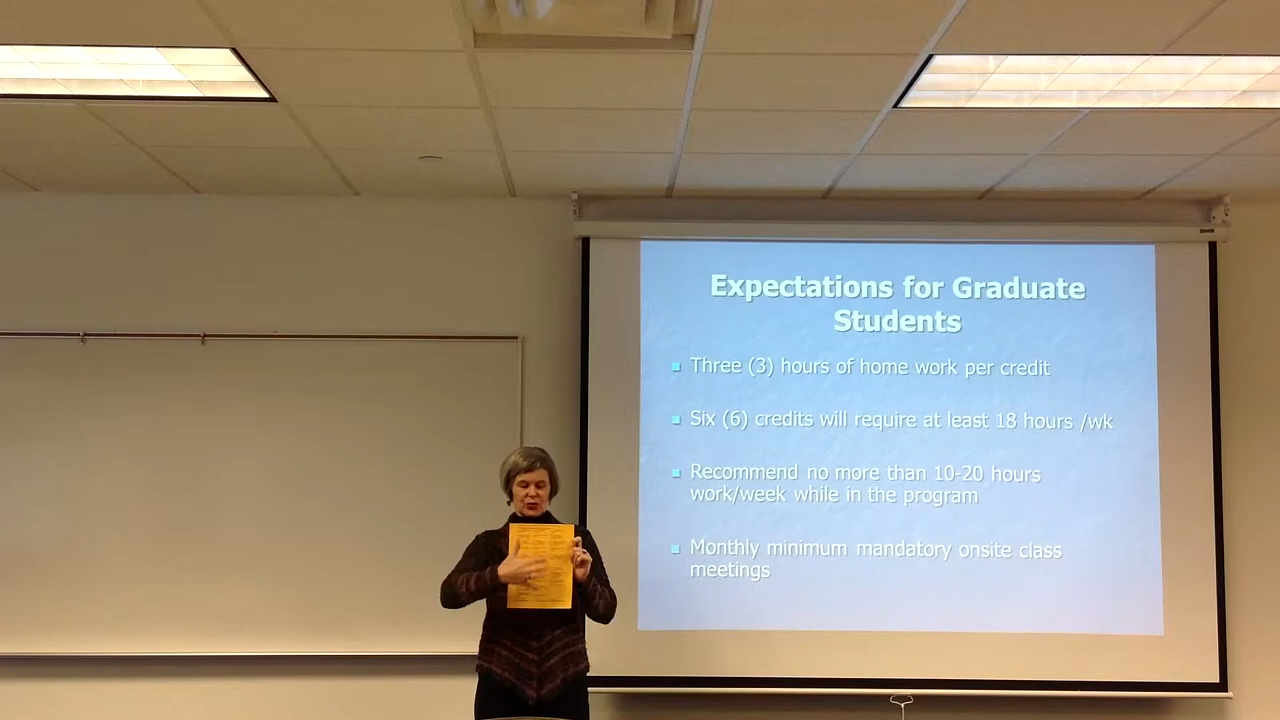 Expectations for Graduate
Students
Three (3) hours of home work per credit
Six (6) credits will require at least 18 hours /wk
Recommend no more than 10-20 hours
work/week while in the program
Monthly minimum mandatory onsite class
meetings